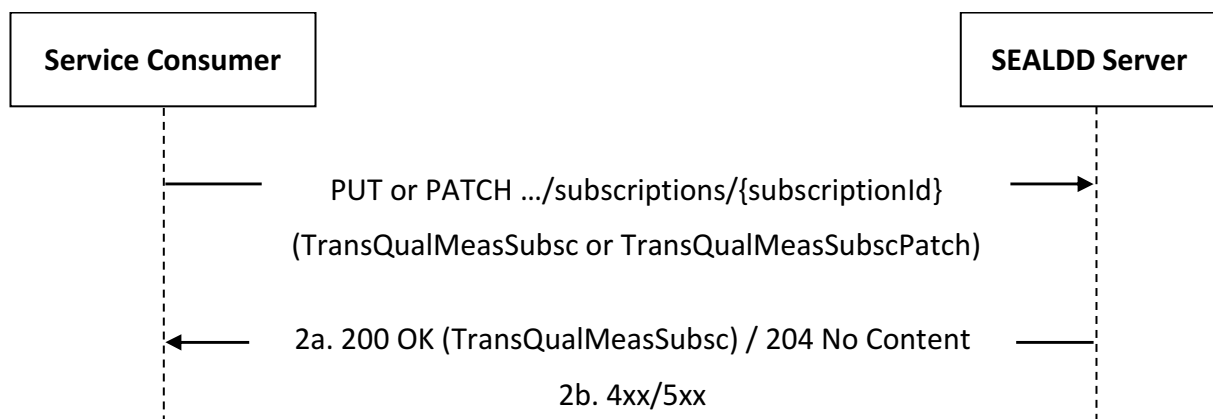 Service Consumer
SEALDD Server
PUT or PATCH …/subscriptions/{subscriptionId}
(TransQualMeasSubsc or TransQualMeasSubscPatch)
2a. 200 OK (TransQualMeasSubsc) / 204 No Content
2b. 4xx/5xx